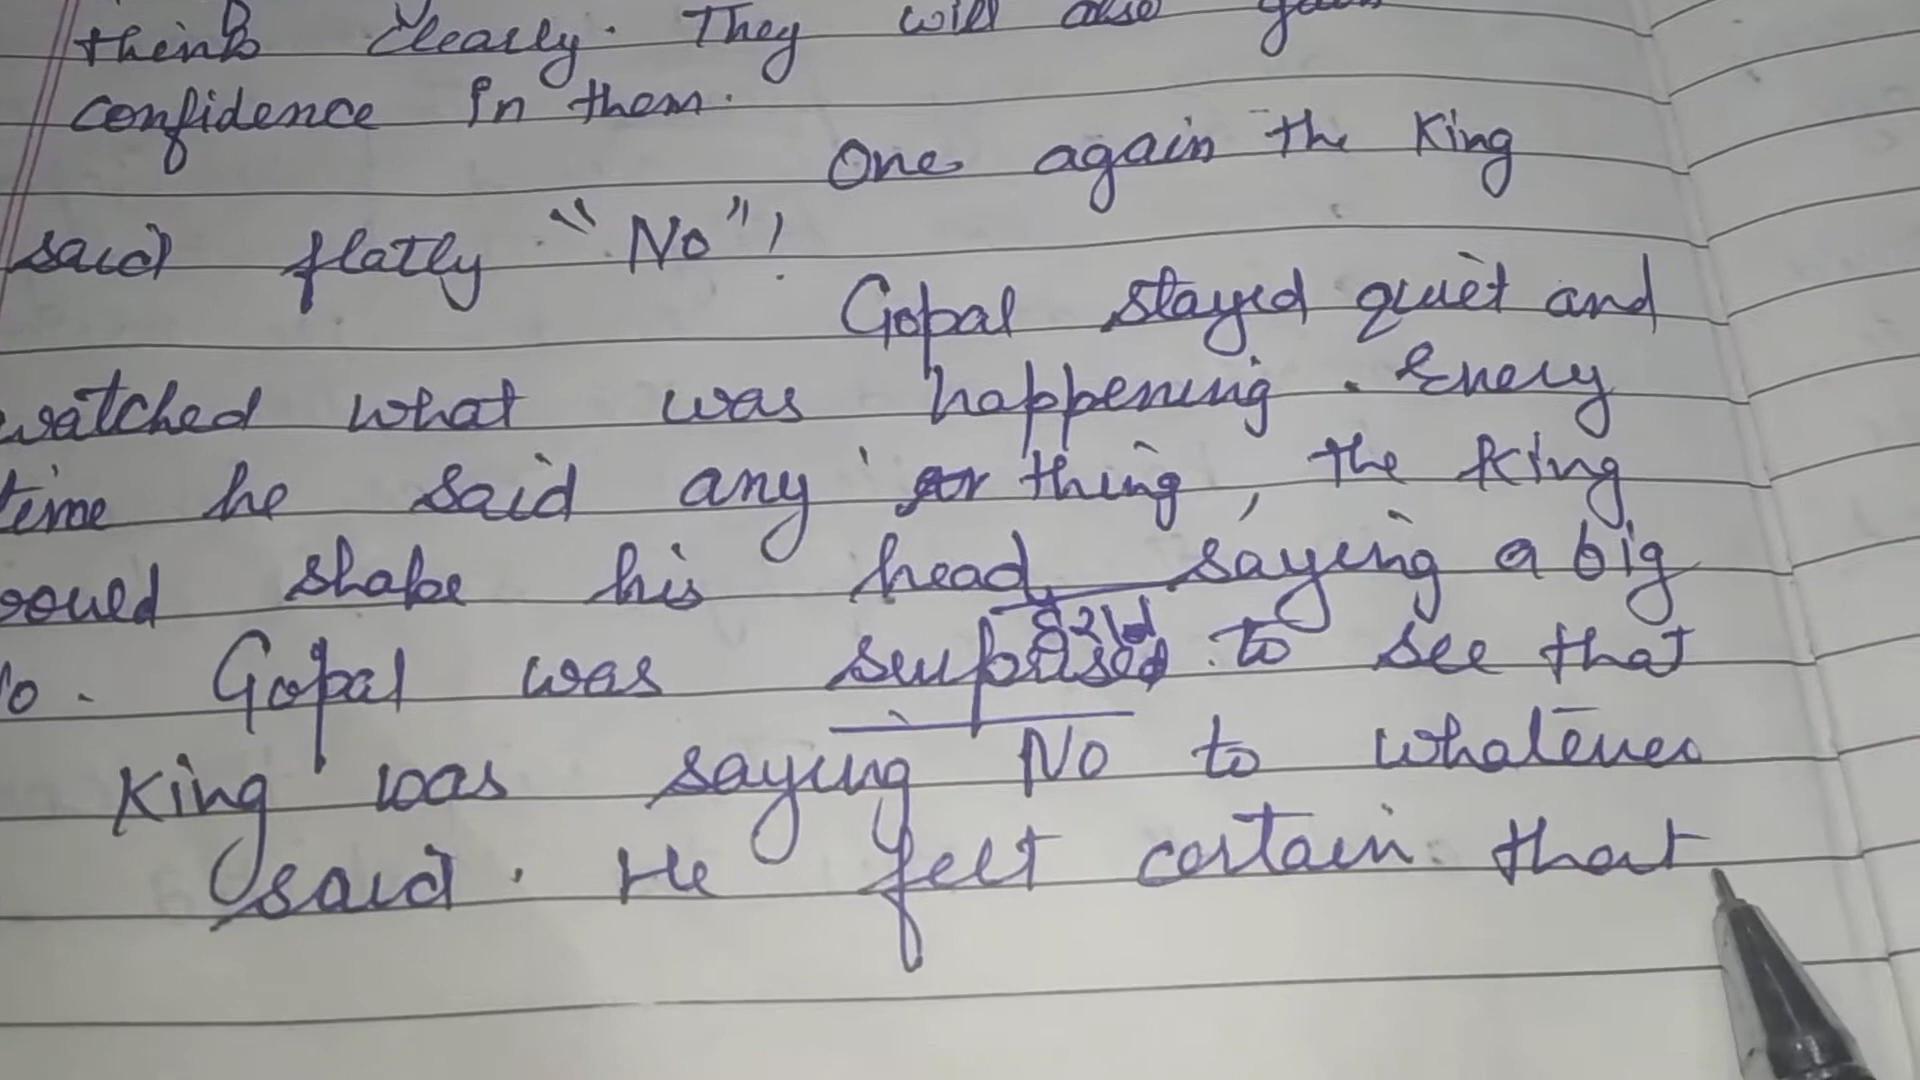 think clearly. They will also gain
confidence in them.
One again the King
said flatly "No",
Gopal stayed quiet and
watched what was happening. Every
time he said any thing, the King
would shake his head, saying a big
No. Gopal was surprised to see that
King was saying No to whatever
said. He felt certain that